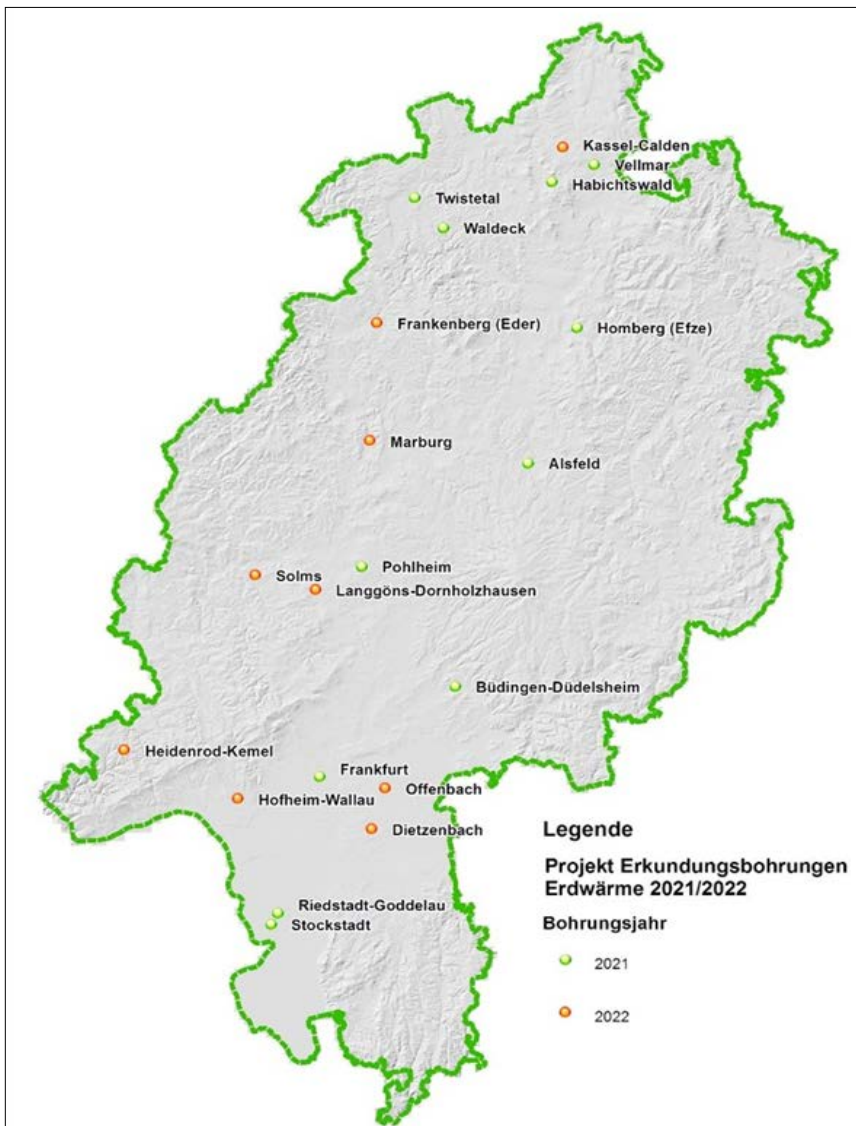 Kassel-Calden
Vellmar
Habichtswald
Twistetal
Waldeck
Frankenberg (Eder)
Homberg (Efze)
Marburg
Alsfeld
Pohlheim
Solms
Langgöns-Dornholzhausen
Büdingen-Düdelsheim
Heidenrod-Kemel
Frankfurt
Offenbach
Hofheim-Wallau
Dietzenbach
Riedstadt-Goddelau
Stockstadt
Legende
Projekt Erkundungsbohrungen
Erdwärme 2021/2022
Bohrungsjahr
2021
2022